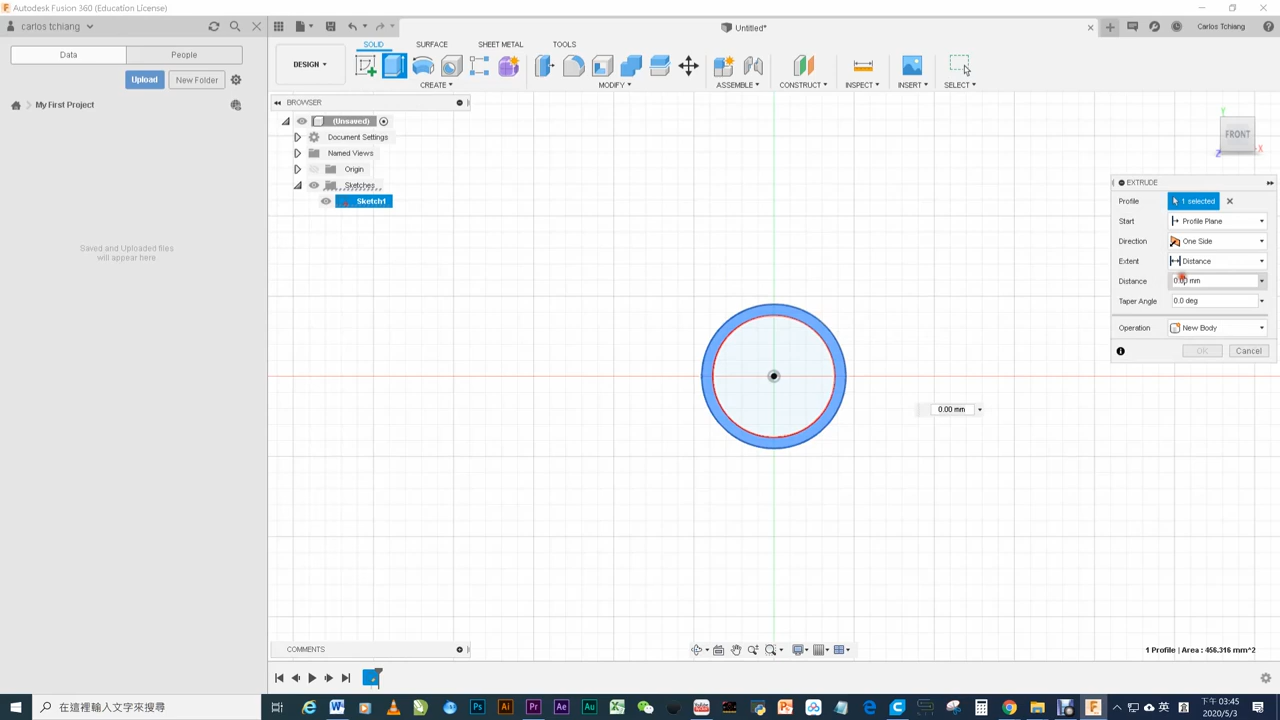 Autodesk Fusion 360 (Education License)
carlos tchiang
Untitled*
Carlos Tchiang
Data
People
DESIGN
SOLID
SURFACE
SHEET METAL
TOOLS
Upload
New Folder
CREATE
MODIFY
ASSEMBLE
CONSTRUCT
INSPECT
INSERT
SELECT
My First Project
BROWSER
(Unsaved)
Document Settings
Named Views
Origin
Sketches
Sketch1
Saved and Uploaded files
will appear here
Y
FRONT
X
Z
EXTRUDE
Profile
1 selected
Start
Profile Plane
Direction
One Side
Extent
Distance
Distance
0.00 mm
Taper Angle
0.0 deg
Operation
New Body
OK
Cancel
0.00 mm
COMMENTS
1 Profile | Area : 456.316 mm^2
在這裡輸入文字來搜尋
下午 03:45
2020/5/3